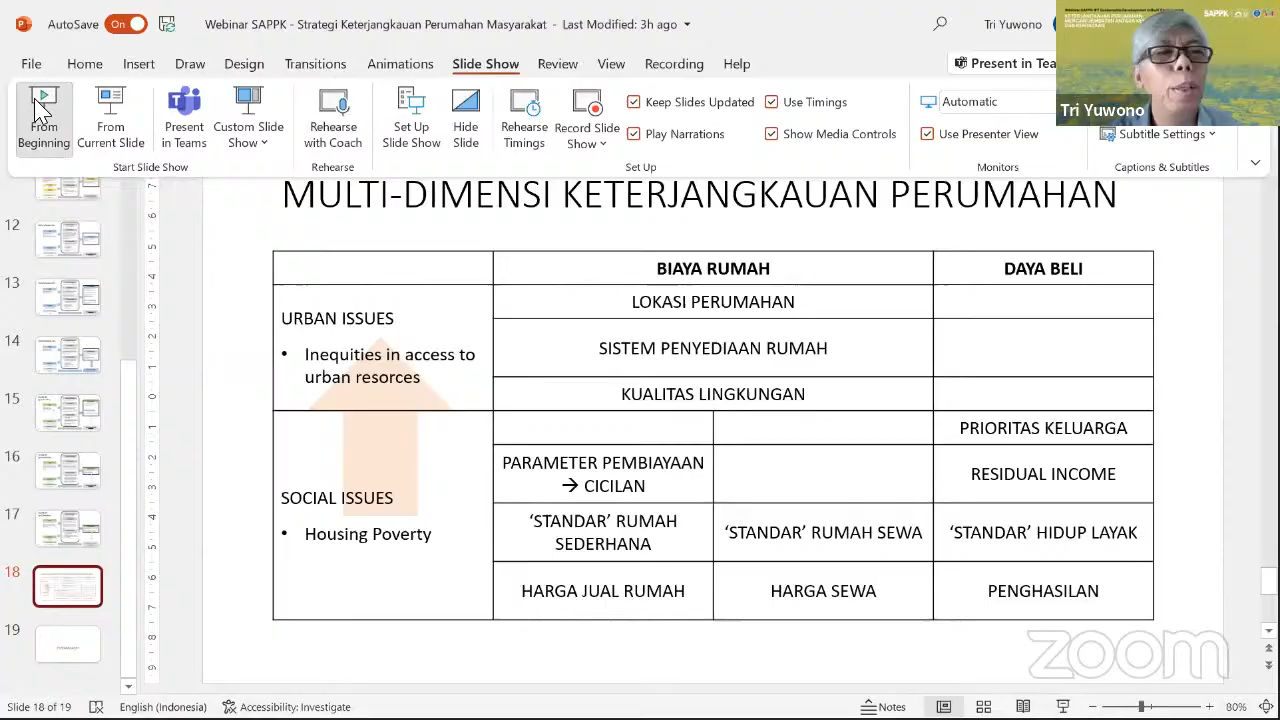 AutoSave On Webinar SAPPK - Strategi Keter
- Last Modified: 5h ago
Tri Yuwono
File Home Insert Draw Design Transitions Animations Slide Show Review View Recording Help
Present in Tea
From Beginning
From Current Slide
Present in Teams
Custom Slide Show
Rehearse with Coach
Set Up Slide Show
Hide Slide
Rehearse Timings
Record Slide Show
Keep Slides Updated
Play Narrations
Use Timings
Show Media Controls
Automatic
Use Presenter View
Subtitle Settings
Start Slide Show
Rehearse
Set Up
Monitors
Captions & Subtitles
SAPPK
Tri Yuwono
12
13
14
15
16
17
18
19
MULTI-DIMENSI KETERJANGKAUAN PERUMAHAN
BIAYA RUMAH DAYA BELI
URBAN ISSUES
• Inequities in access to
urban resorces
LOKASI PERUMAHAN
SISTEM PENYEDIAAN RUMAH
KUALITAS LINGKUNGAN
SOCIAL ISSUES
• Housing Poverty
PRIORITAS KELUARGA
PARAMETER PEMBIAYAAN
→ CICILAN
RESIDUAL INCOME
‘STANDAR’ RUMAH
SEDERHANA
‘STANDAR’ RUMAH SEWA
‘STANDAR’ HIDUP LAYAK
HARGA JUAL RUMAH
HARGA SEWA
PENGHASILAN
zoom
Slide 18 of 19 English (Indonesia) Accessibility: Investigate Notes 80%